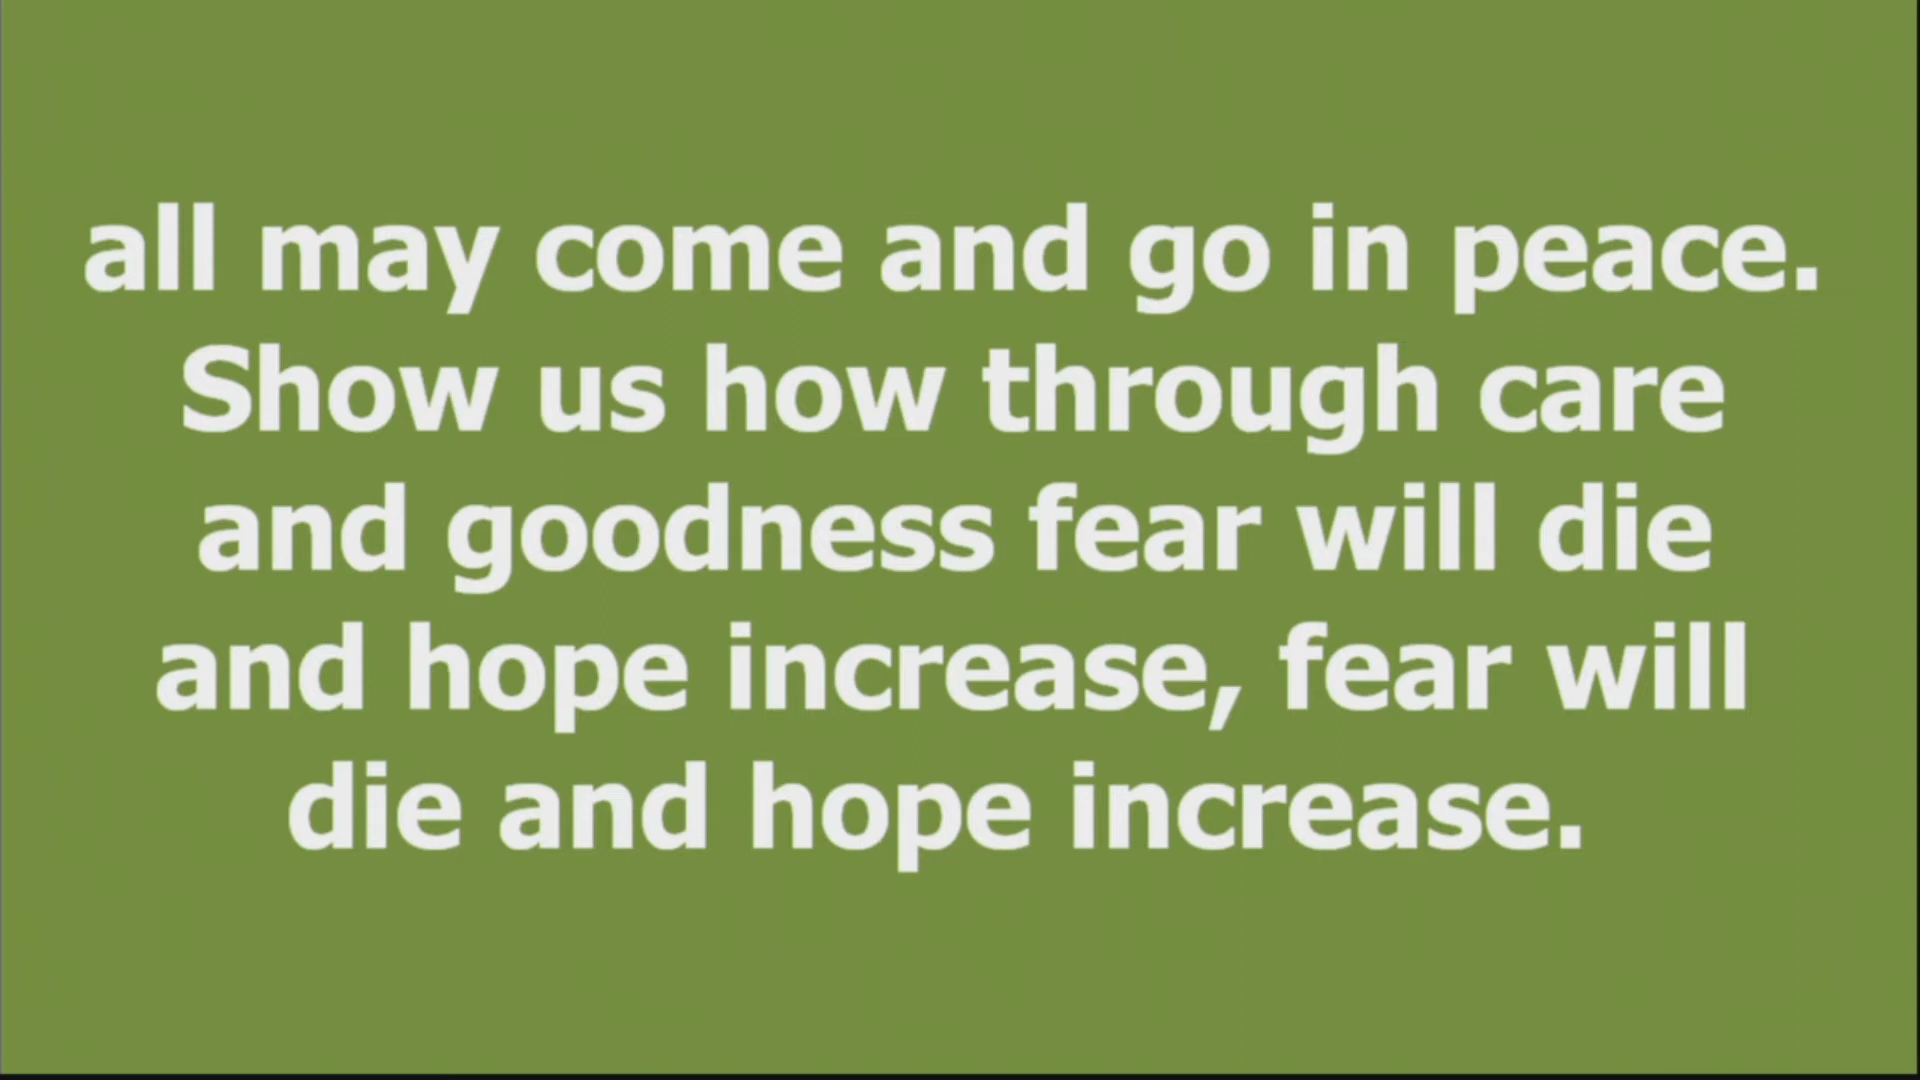 all may come and go in peace.
Show us how through care
and goodness fear will die
and hope increase, fear will
die and hope increase.